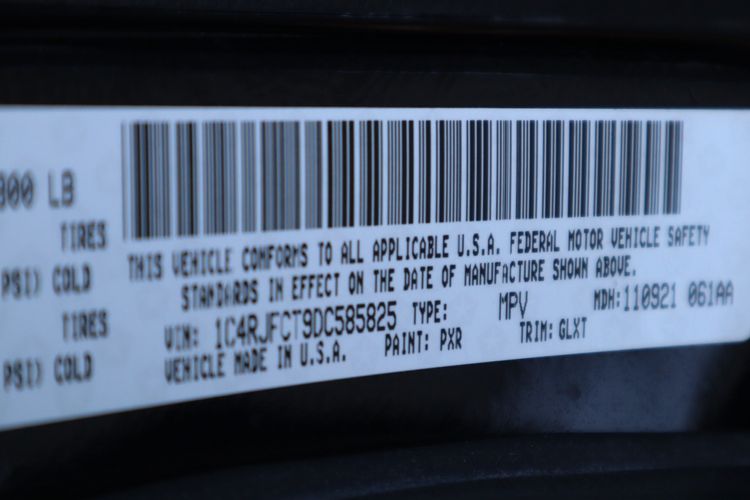 300 LB
TIRES
PSI) COLD
TIRES
PSI) COLD
THIS VEHICLE CONFORMS TO ALL APPLICABLE U.S.A. FEDERAL MOTOR VEHICLE SAFETY
STANDARDS IN EFFECT ON THE DATE OF MANUFACTURE SHOWN ABOVE.
VIN: 1C4RJFCT9DC585825 TYPE: MPV MDH:110921 061AA
VEHICLE MADE IN U.S.A. PAINT: PXR TRIM: GLXT